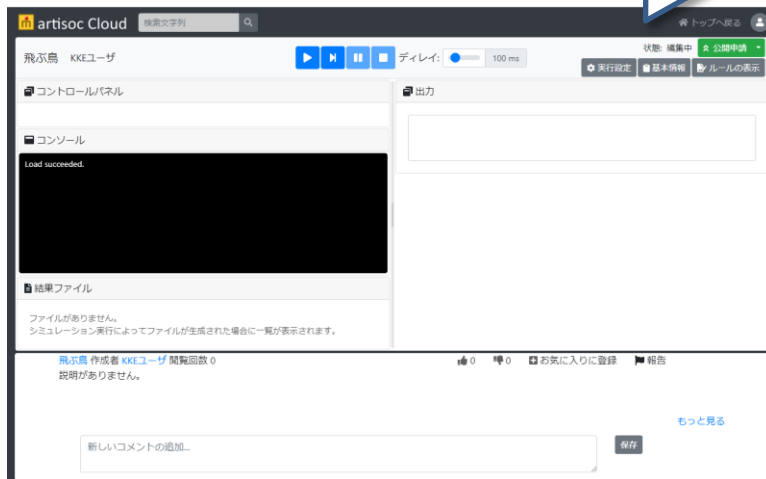 artisoc Cloud 検索文字列 トップへ戻る
飛ぶ鳥 KKEユーザ ディレイ: 100 ms 状態: 編集中 公開申請
実行設定 基本情報 ルールの表示
コントロールパネル 出力
コンソール
Load succeeded.
結果ファイル
ファイルがありません。
シミュレーション実行によってファイルが生成された場合に一覧が表示されます。
飛ぶ鳥 作成者 KKEユーザ 閲覧回数 0 0 0 お気に入りに登録 報告
説明がありません。
もっと見る
新しいコメントの追加... 保存